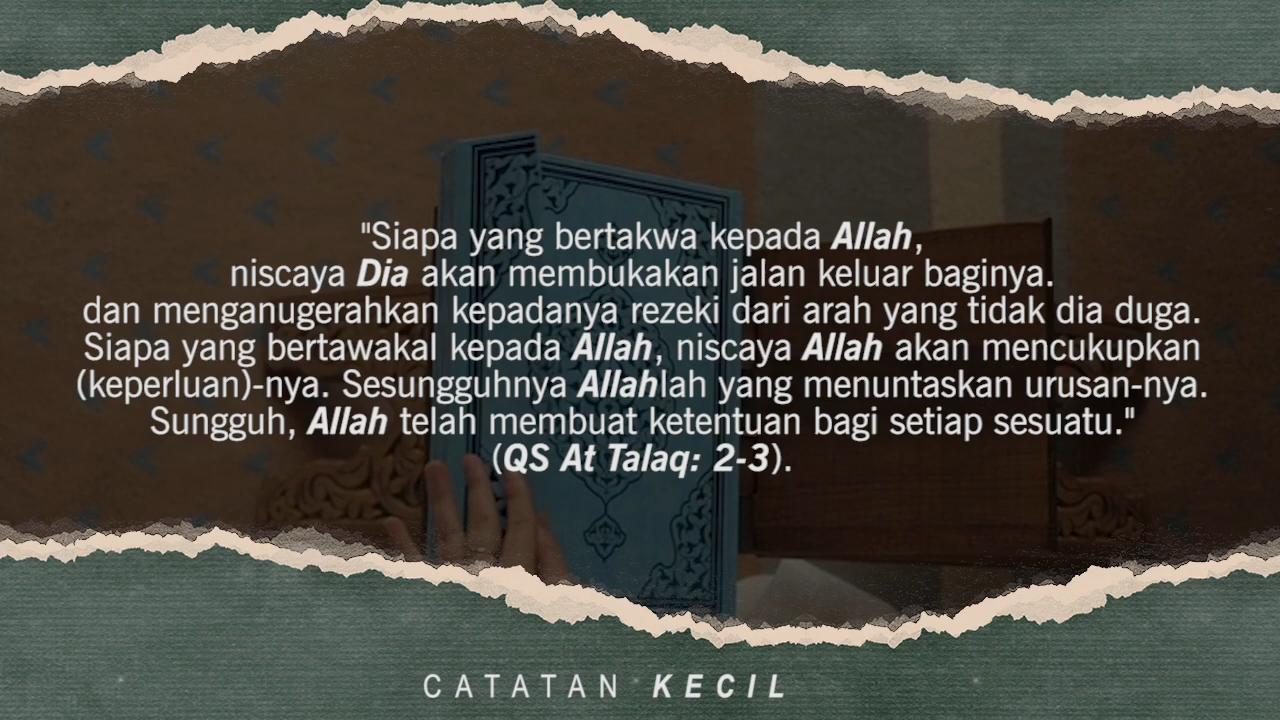 "Siapa yang bertakwa kepada Allah,
niscaya Dia akan membukakan jalan keluar baginya.
dan menganugerahkan kepadanya rezeki dari arah yang tidak dia duga.
Siapa yang bertawakal kepada Allah, niscaya Allah akan mencukupkan
(keperluan)-nya. Sesungguhnya Allahlah yang menuntaskan urusan-nya.
Sungguh, Allah telah membuat ketentuan bagi setiap sesuatu."
(QS At Talaq: 2-3).
CATATAN KECIL